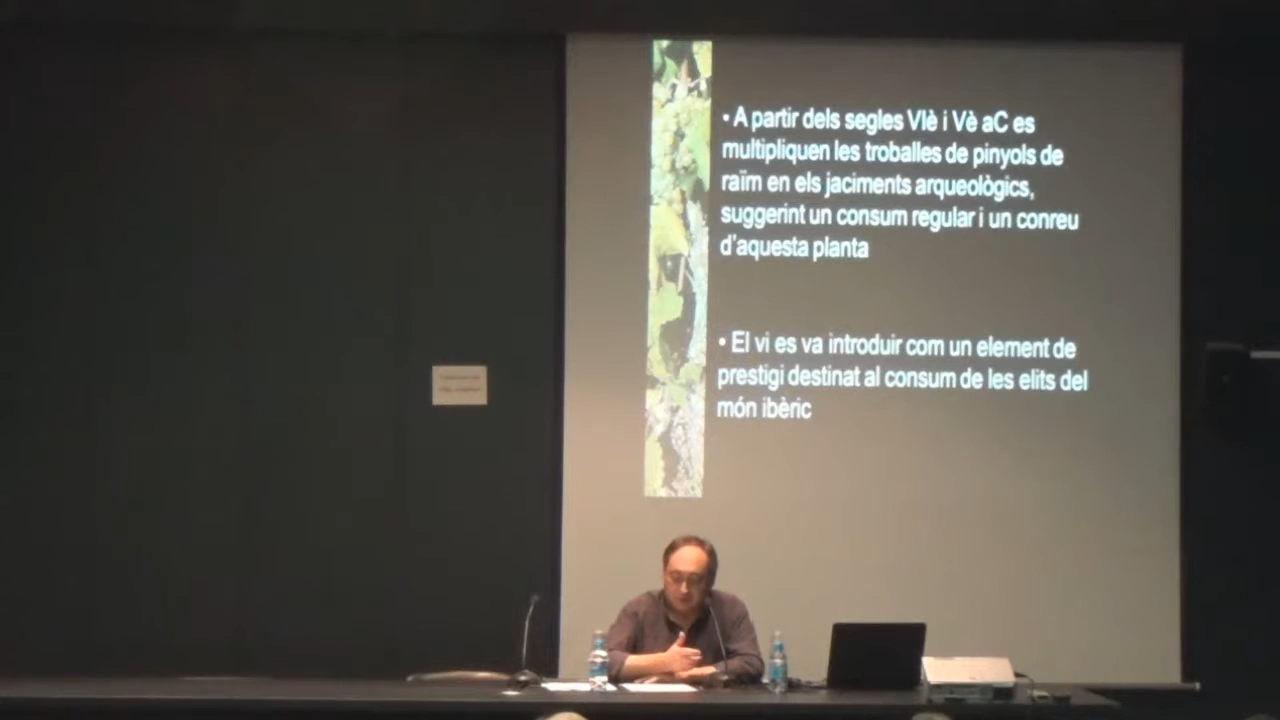 • A partir dels segles VIè i Vè aC es
multipliquen les troballes de pinyols de
raïm en els jaciments arqueològics,
suggerint un consum regular i un conreu
d'aquesta planta
• El vi es va introduir com un element de
prestigi destinat al consum de les elits del
món ibèric